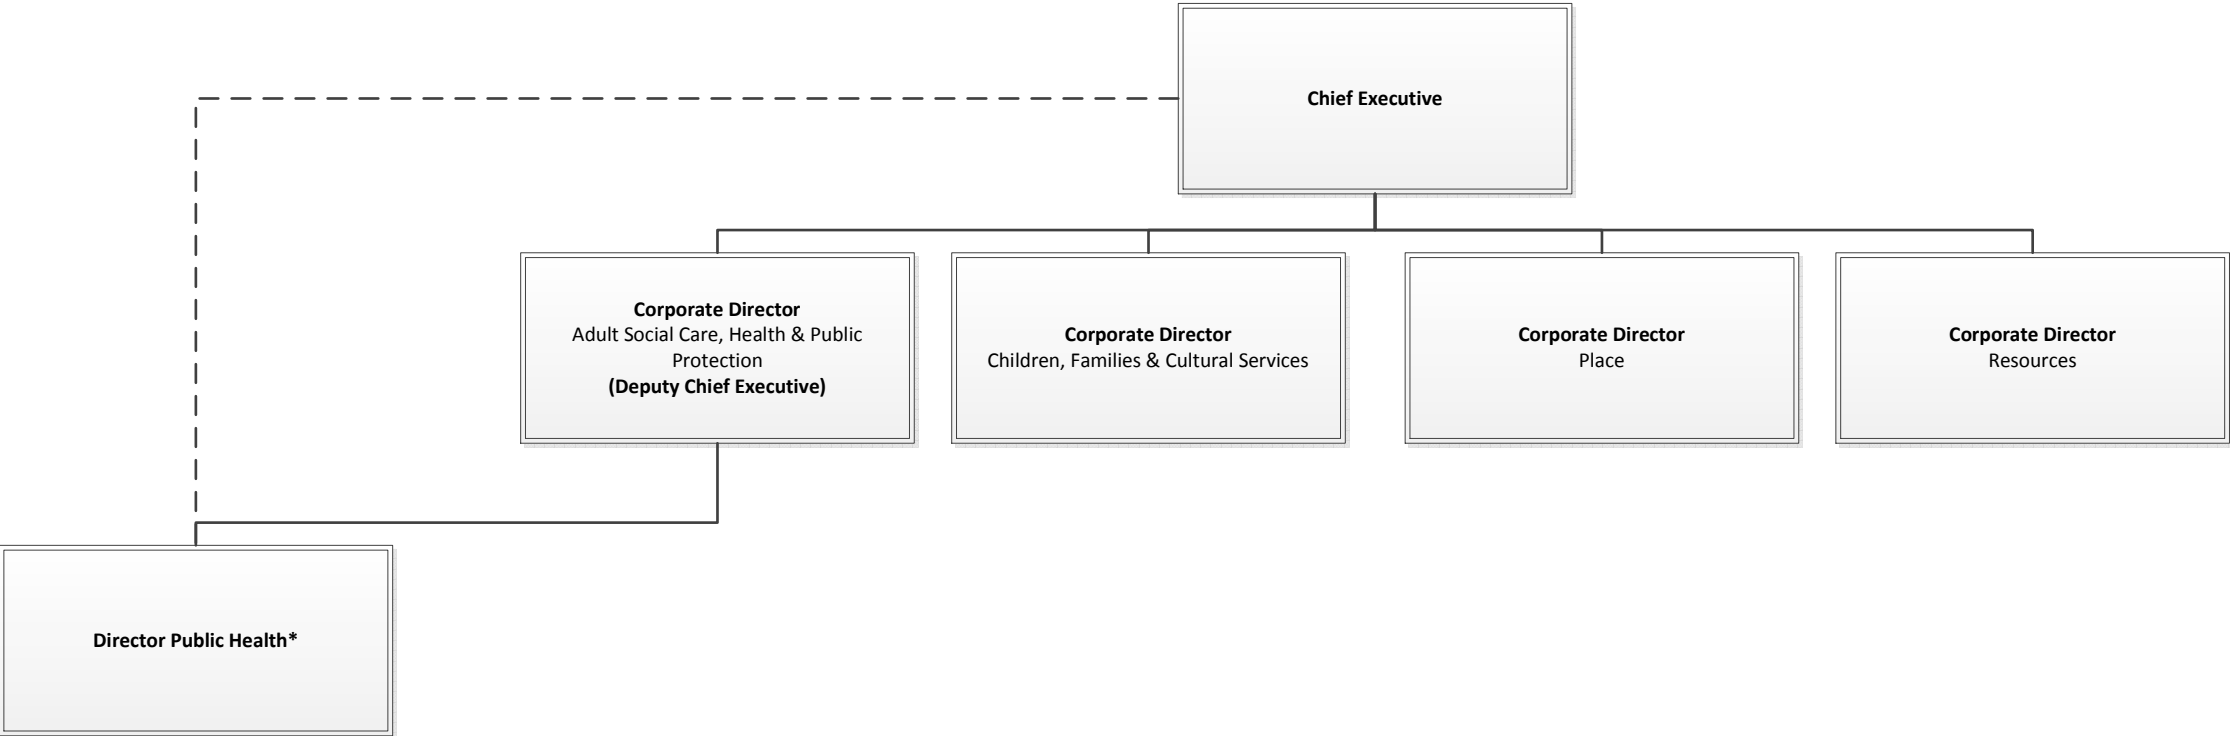 Chief Executive
Corporate Director
Adult Social Care, Health & Public
Protection
(Deputy Chief Executive)
Corporate Director
Children, Families & Cultural Services
Corporate Director
Place
Corporate Director
Resources
Director Public Health*